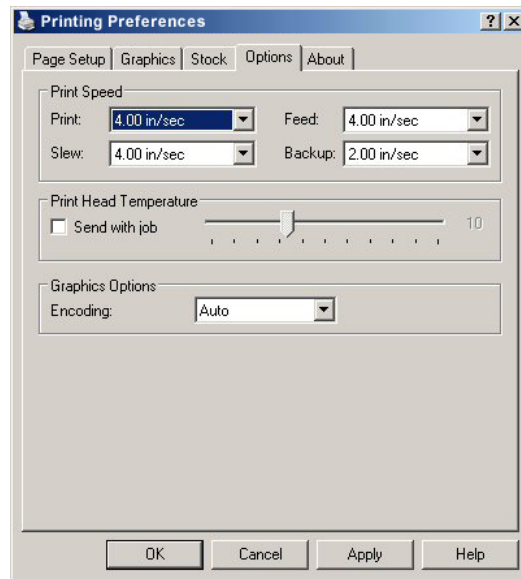 Printing Preferences
Page Setup Graphics Stock Options About
Print Speed
Print: 4.00 in/sec Feed: 4.00 in/sec
Slew: 4.00 in/sec Backup: 2.00 in/sec
Print Head Temperature
Send with job 10
Graphics Options
Encoding: Auto
OK Cancel Apply Help